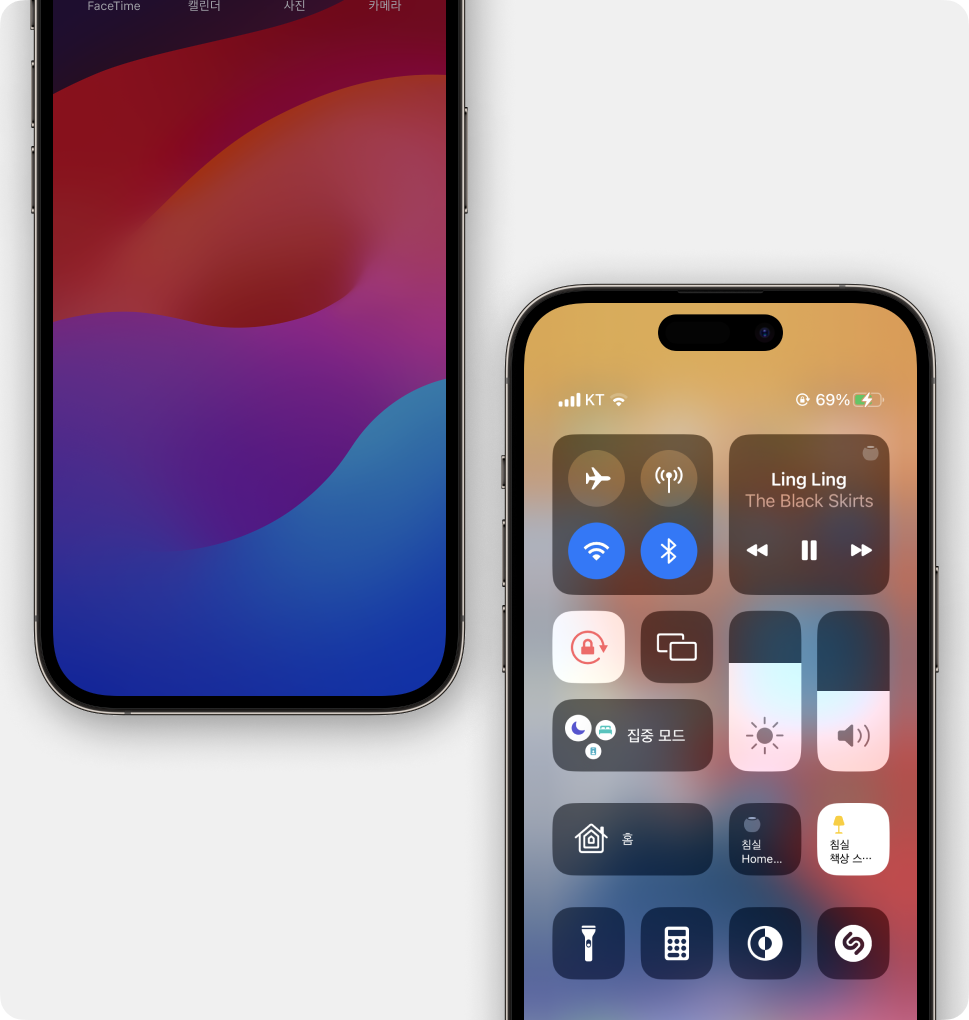 FaceTime 캘린더 사진 카메라
KT 69%
Ling Ling
The Black Skirts
집중 모드
홈
침실
Home...
침실
책상 스...